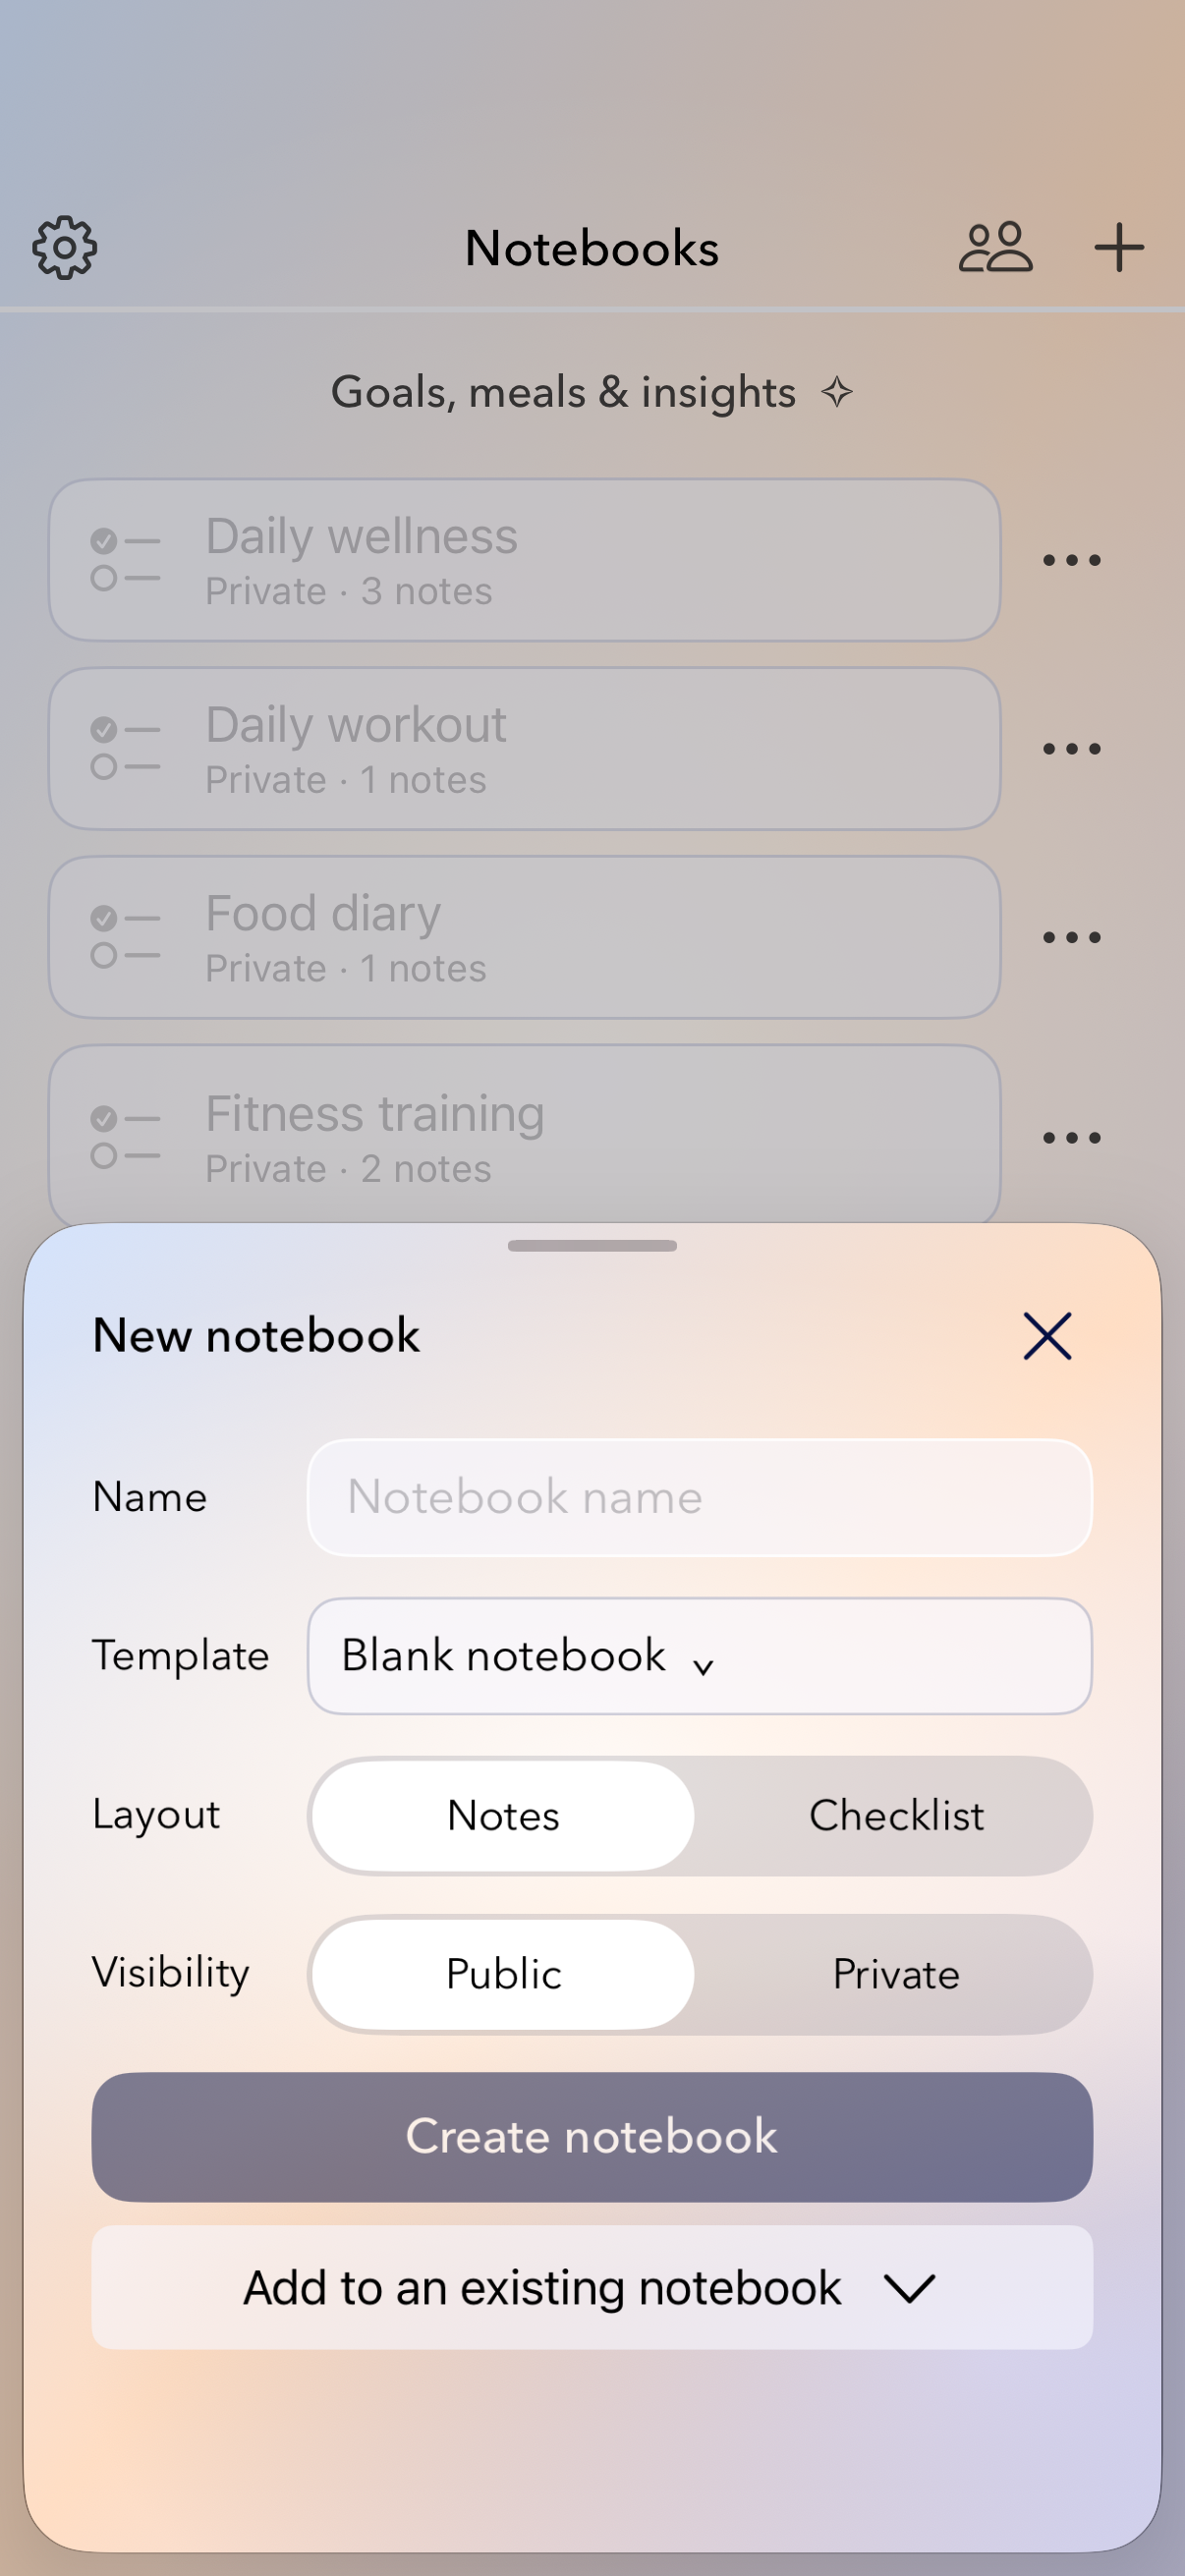 Notebooks
Goals, meals & insights
Daily wellness
Private · 3 notes
Daily workout
Private · 1 notes
Food diary
Private · 1 notes
Fitness training
Private · 2 notes
New notebook
Name
Notebook name
Template
Blank notebook
Layout
Notes
Checklist
Visibility
Public
Private
Create notebook
Add to an existing notebook